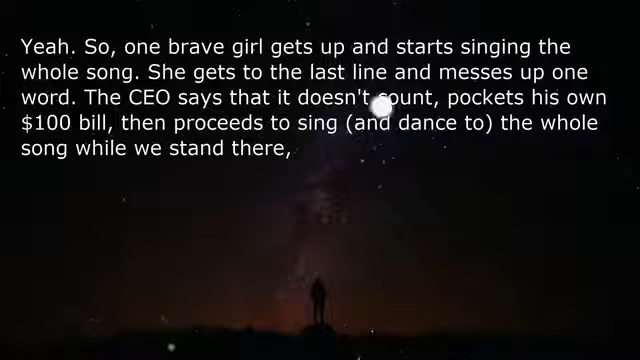 Yeah. So, one brave girl gets up and starts singing the
whole song. She gets to the last line and messes up one
word. The CEO says that it doesn't count, pockets his own
$100 bill, then proceeds to sing (and dance to) the whole
song while we stand there,